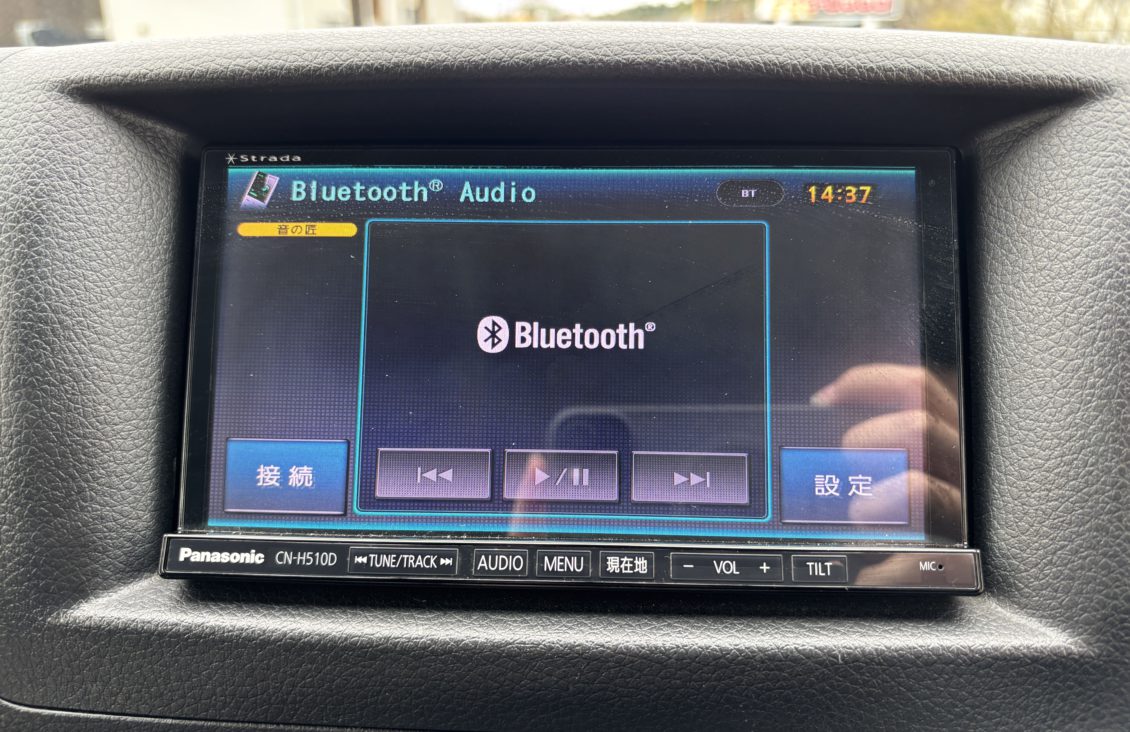 Strada
Bluetooth® Audio
BT
14:37
音の匠
Bluetooth®
接続
設定
Panasonic CN-H510D TUNE/TRACK AUDIO MENU 現在地 − VOL + TILT MIC